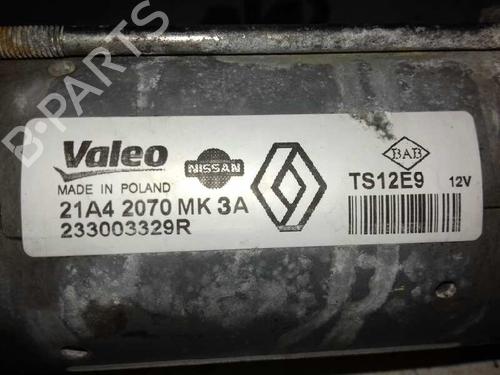 Valeo
NISSAN
BAB
MADE IN POLAND
TS12E9 12V
21A4 2070 MK 3A
233003329R
B-PARTS